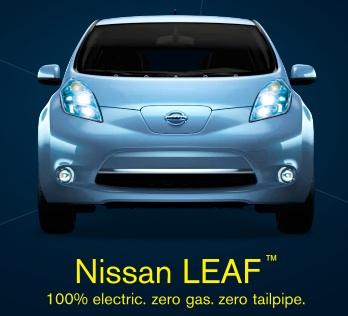 Nissan LEAF™
100% electric. zero gas. zero tailpipe.